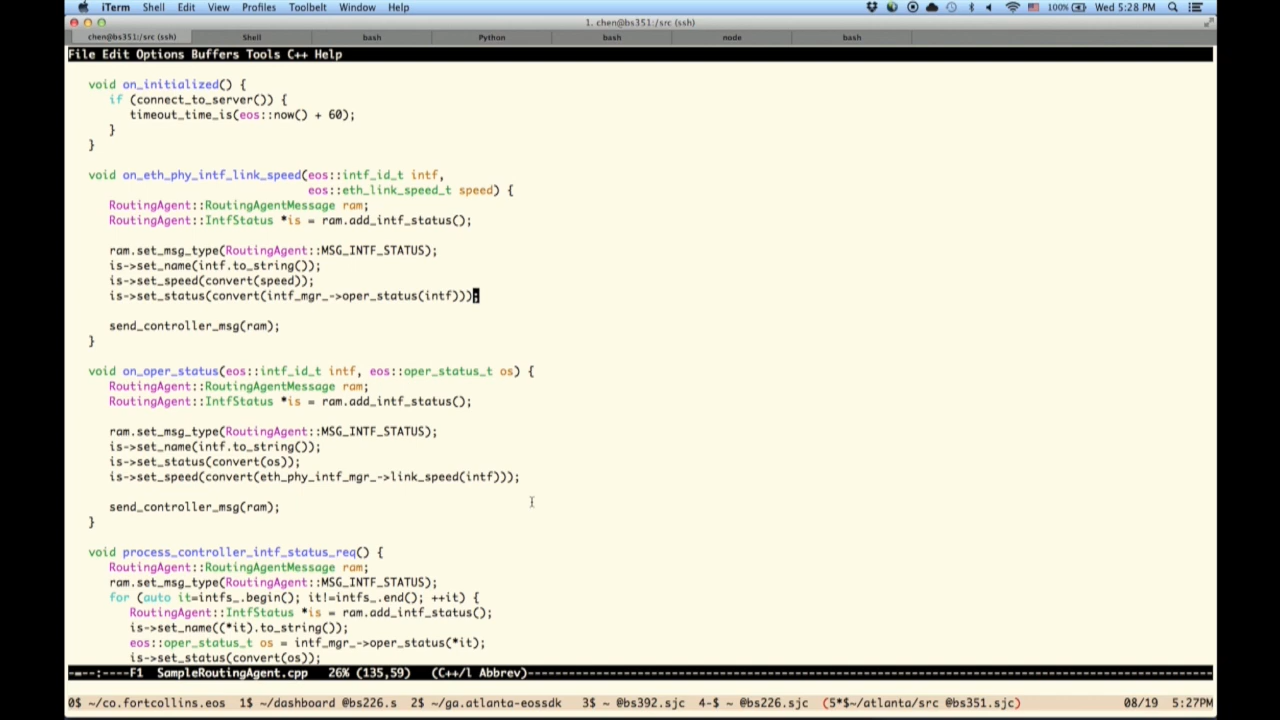 iTerm Shell Edit View Profiles Toolbelt Window Help 100% Wed 5:28 PM
1. chen@bs351:/src (ssh)
chen@bs351:/src (ssh) Shell bash Python bash node bash
File Edit Options Buffers Tools C++ Help
void on_initialized() {
if (connect_to_server()) {
timeout_time_is(eos::now() + 60);
}
}
void on_eth_phy_intf_link_speed(eos::intf_id_t intf,
eos::eth_link_speed_t speed) {
RoutingAgent::RoutingAgentMessage ram;
RoutingAgent::IntfStatus *is = ram.add_intf_status();
ram.set_msg_type(RoutingAgent::MSG_INTF_STATUS);
is->set_name(intf.to_string());
is->set_speed(convert(speed));
is->set_status(convert(intf_mgr_->oper_status(intf)));
send_controller_msg(ram);
}
void on_oper_status(eos::intf_id_t intf, eos::oper_status_t os) {
RoutingAgent::RoutingAgentMessage ram;
RoutingAgent::IntfStatus *is = ram.add_intf_status();
ram.set_msg_type(RoutingAgent::MSG_INTF_STATUS);
is->set_name(intf.to_string());
is->set_status(convert(os));
is->set_speed(convert(eth_phy_intf_mgr_->link_speed(intf)));
send_controller_msg(ram);
}
void process_controller_intf_status_req() {
RoutingAgent::RoutingAgentMessage ram;
ram.set_msg_type(RoutingAgent::MSG_INTF_STATUS);
for (auto it=intfs_.begin(); it!=intfs_.end(); ++it) {
RoutingAgent::IntfStatus *is = ram.add_intf_status();
is->set_name((*it).to_string());
eos::oper_status_t os = intf_mgr_->oper_status(*it);
is->set_status(convert(os));
-=--:----F1 SampleRoutingAgent.cpp 26% (135,59) (C++/l Abbrev)------------------------------------------------------------------------
0$ ~/co.fortcollins.eos 1$ ~/dashboard @bs226.s 2$ ~/ga.atlanta-eossdk 3$ ~ @bs392.sjc 4-$ ~ @bs226.sjc (5*$~/atlanta/src @bs351.sjc) 08/19 5:27PM